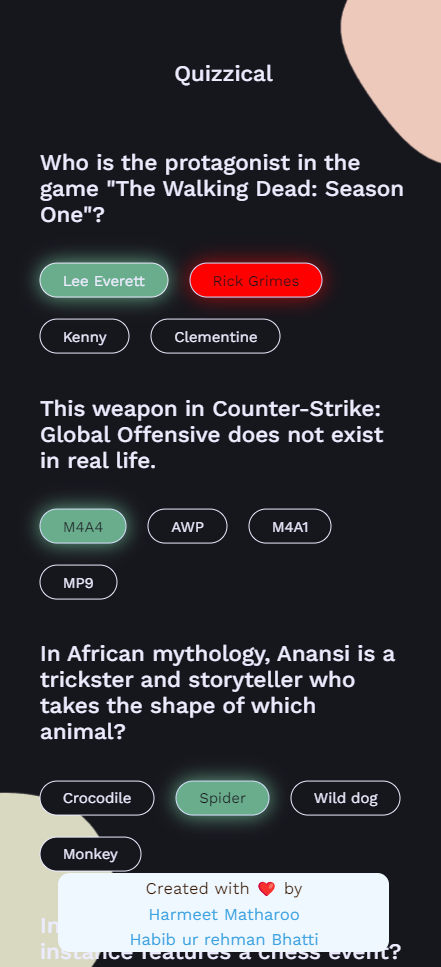 Quizzical
Who is the protagonist in the
game "The Walking Dead: Season
One"?
Lee Everett Rick Grimes
Kenny Clementine
This weapon in Counter-Strike:
Global Offensive does not exist
in real life.
M4A4 AWP M4A1
MP9
In African mythology, Anansi is a
trickster and storyteller who
takes the shape of which
animal?
Crocodile Spider Wild dog
Monkey
Created with ❤️ by
Harmeet Matharoo
Habib ur rehman Bhatti
In
instance features a chess event?